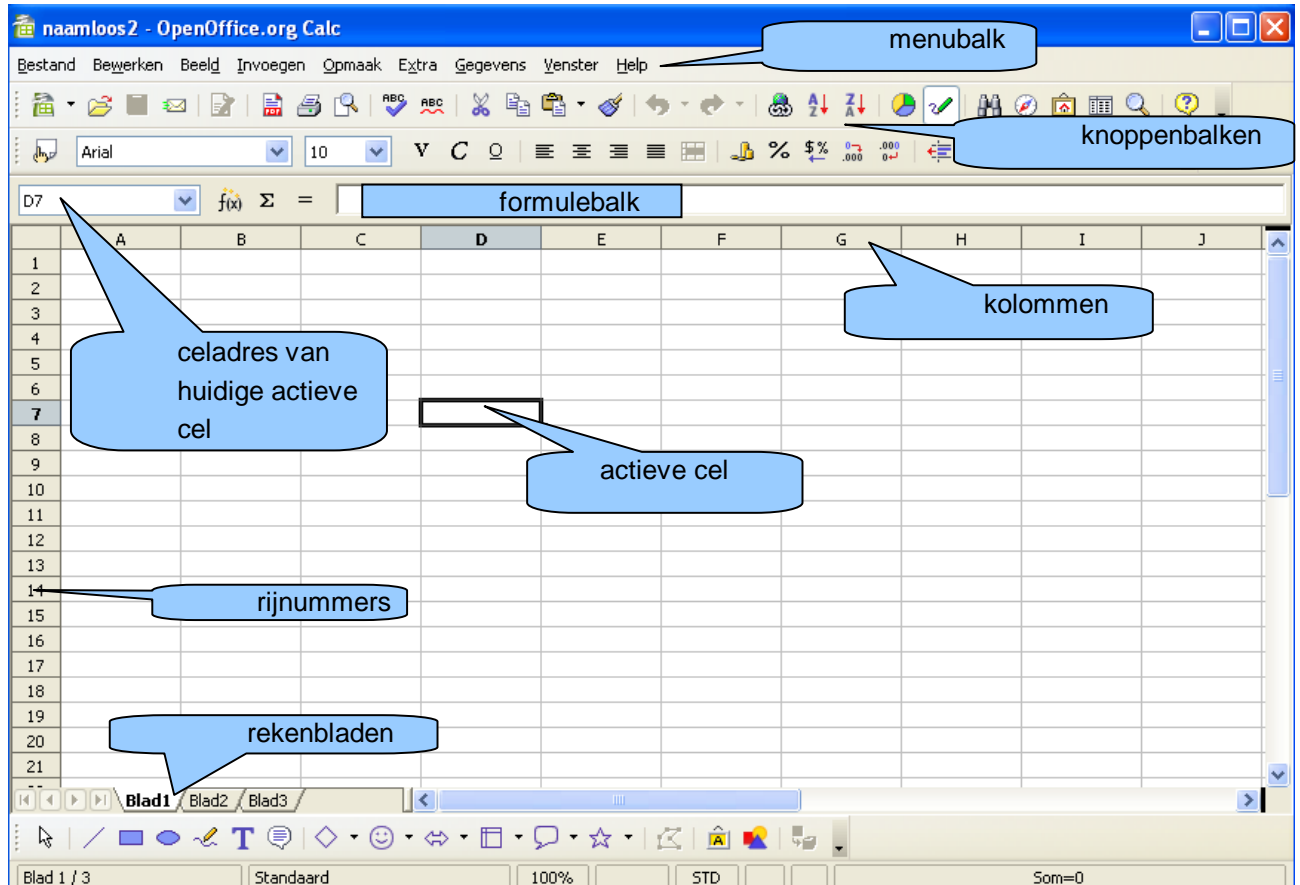 naamloos2 - OpenOffice.org Calc
menubalk
Bestand Bewerken Beeld Invoegen Opmaak Extra Gegevens Venster Help
knoppenbalken
Arial 10 V C O
D7 f(x) Σ = formulebalk
A B C D E F G H I J
1
2
3
kolommen
4
5
celadres van
huidige actieve
cel
6
7
8
9
actieve cel
10
11
12
13
14
rijnummers
15
16
17
18
19
rekenbladen
20
21
Blad1 Blad2 Blad3
Blad 1 / 3 Standaard 100% STD Som=0